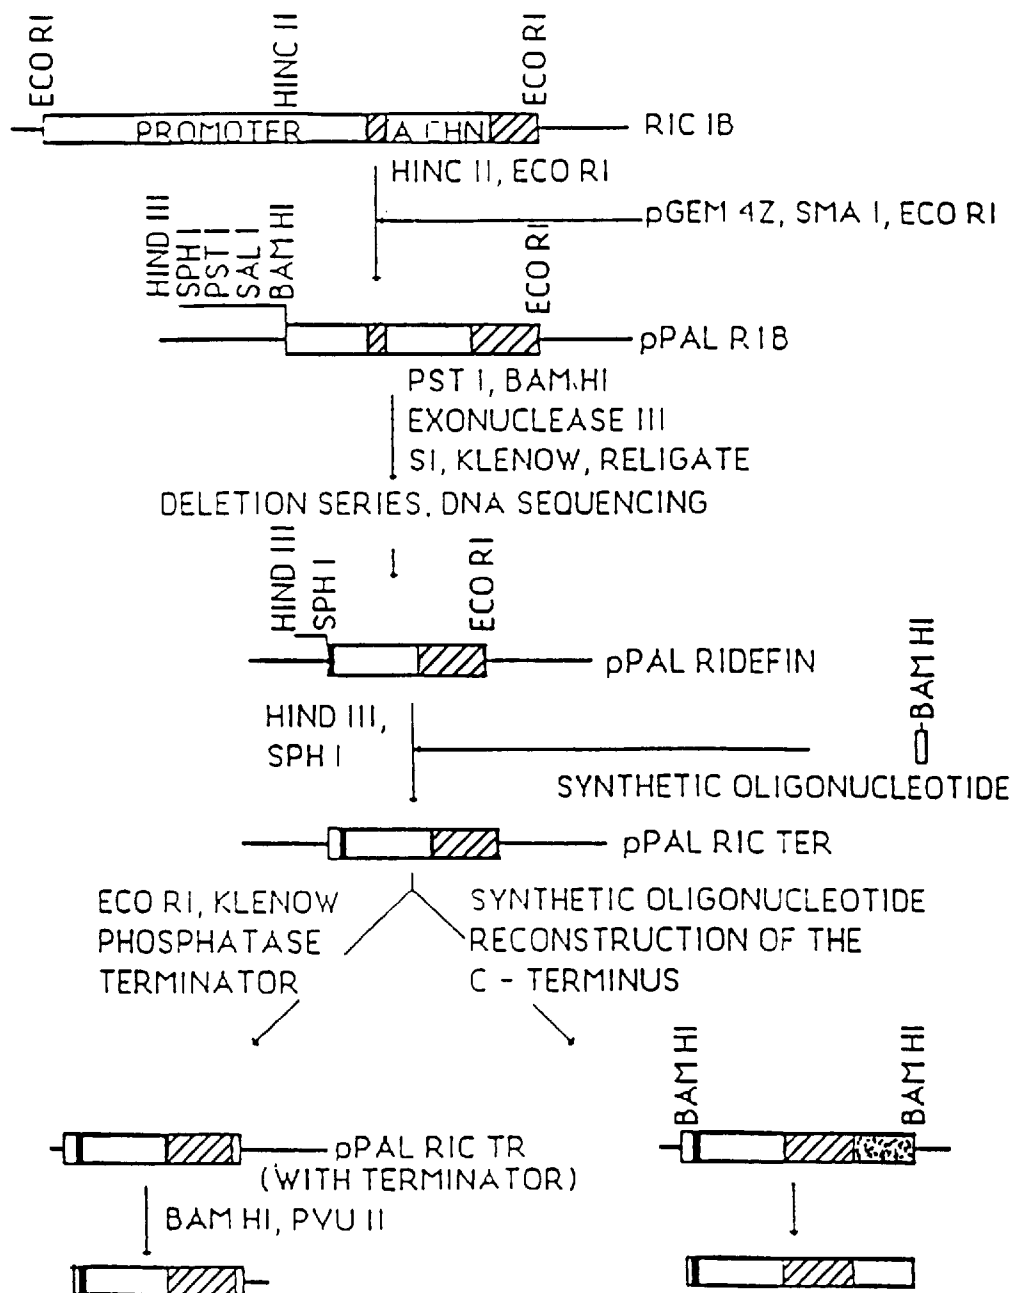 ECO RI
HINC II
ECO RI
PROMOTER
A CHN
RIC IB
HINC II, ECO RI
pGEM 4Z, SMA I, ECO RI
HIND III
SPH I
PST I
SAL I
BAM HI
ECO RI
pPAL R1B
PST I, BAM HI
EXONUCLEASE III
SI, KLENOW, RELIGATE
DELETION SERIES, DNA SEQUENCING
HIND III
SPH I
ECO RI
pPAL RIDEFIN
BAM HI
HIND III,
SPH I
SYNTHETIC OLIGONUCLEOTIDE
pPAL RIC TER
ECO RI, KLENOW
PHOSPHATASE
TERMINATOR
SYNTHETIC OLIGONUCLEOTIDE
RECONSTRUCTION OF THE
C - TERMINUS
BAM HI
BAM HI
pPAL RIC TR
(WITH TERMINATOR)
BAM HI, PVU II